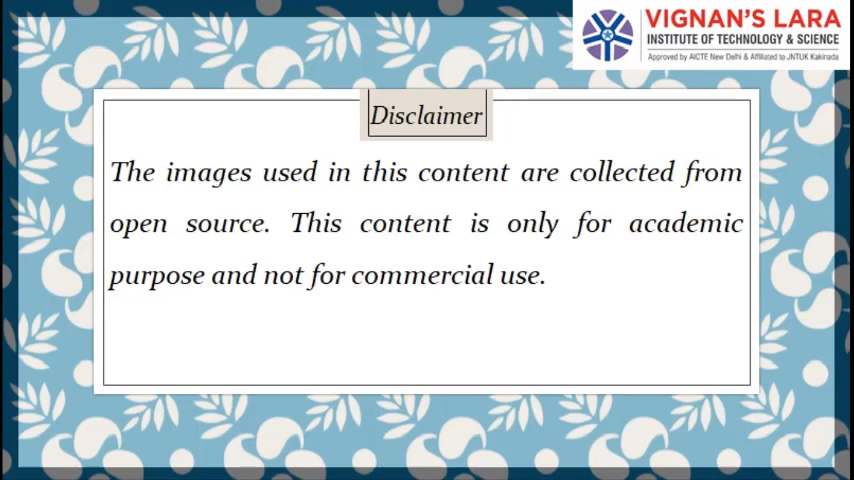 VIGNAN'S LARA
INSTITUTE OF TECHNOLOGY & SCIENCE
Approved by AICTE New Delhi & Affiliated to JNTUK Kakinada
Disclaimer
The images used in this content are collected from
open source. This content is only for academic
purpose and not for commercial use.